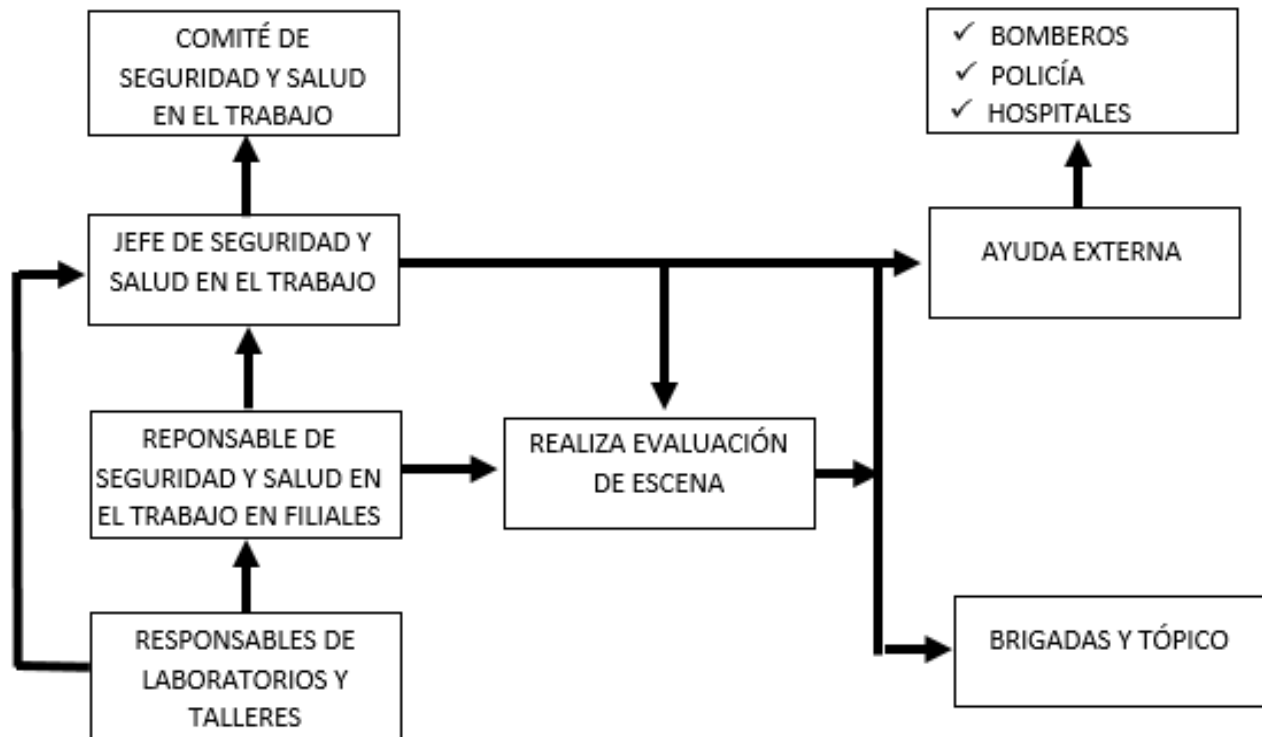 COMITÉ DE
SEGURIDAD Y SALUD
EN EL TRABAJO
✓ BOMBEROS
✓ POLICÍA
✓ HOSPITALES
JEFE DE SEGURIDAD Y
SALUD EN EL TRABAJO
AYUDA EXTERNA
REPONSABLE DE
SEGURIDAD Y SALUD EN
EL TRABAJO EN FILIALES
REALIZA EVALUACIÓN
DE ESCENA
RESPONSABLES DE
LABORATORIOS Y
TALLERES
BRIGADAS Y TÓPICO